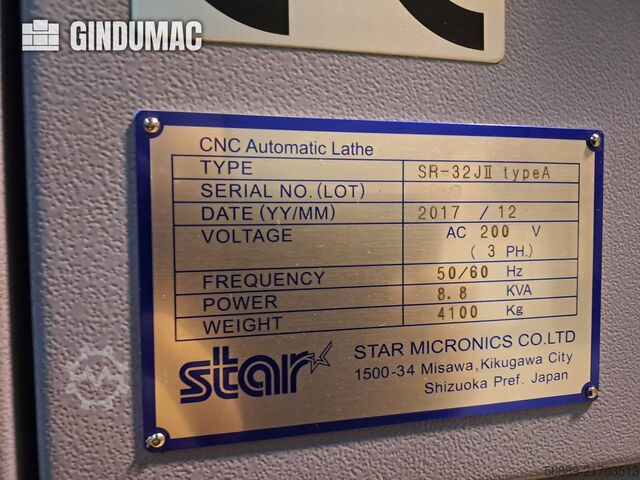 GINDUMAC
CNC Automatic Lathe
TYPE SR-32JⅡ typeA
SERIAL NO.(LOT)
DATE (YY/MM) 2017 / 12
VOLTAGE AC 200 V
( 3 PH.)
FREQUENCY 50/60 Hz
POWER 8.8 KVA
WEIGHT 4100 Kg
star
STAR MICRONICS CO.LTD
1500-34 Misawa,Kikugawa City
Shizuoka Pref. Japan